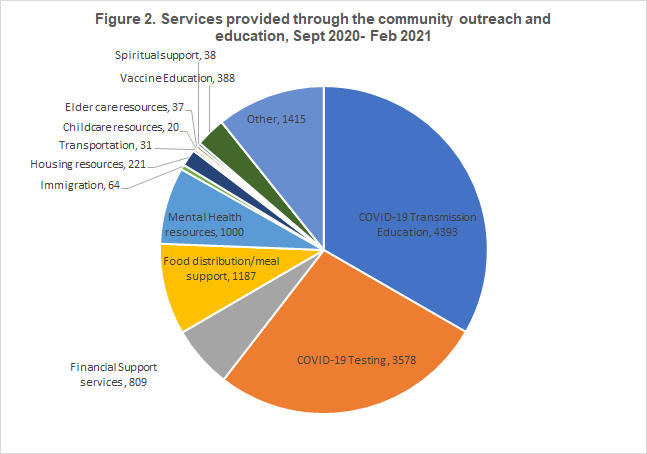 Figure 2. Services provided through the community outreach and
education, Sept 2020- Feb 2021
Spiritual support, 38
Vaccine Education, 388
Elder care resources, 37
Childcare resources, 20
Transportation, 31
Housing resources, 221
Immigration, 64
Other, 1415
Mental Health
resources, 1000
COVID-19 Transmission
Education, 4393
Food distribution/meal
support, 1187
COVID-19 Testing, 3578
Financial Support
services, 809